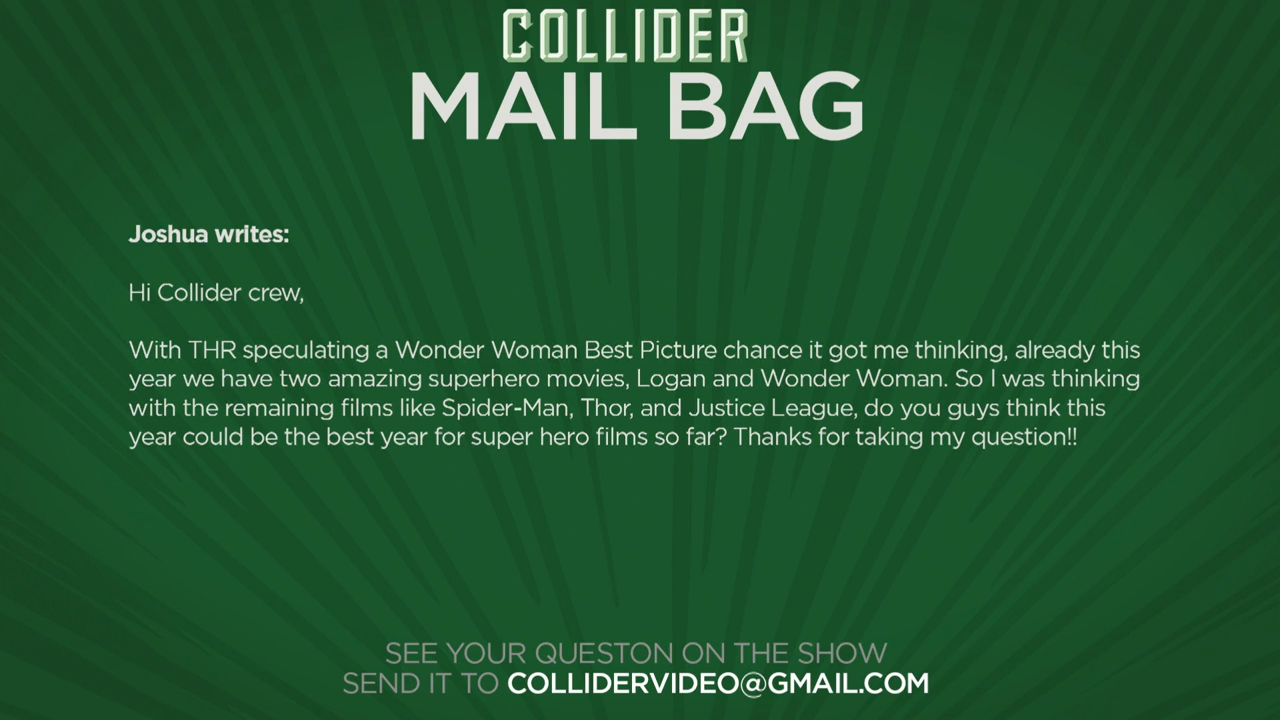 COLLIDER
MAIL BAG
Joshua writes:
Hi Collider crew,
With THR speculating a Wonder Woman Best Picture chance it got me thinking, already this
year we have two amazing superhero movies, Logan and Wonder Woman. So I was thinking
with the remaining films like Spider-Man, Thor, and Justice League, do you guys think this
year could be the best year for super hero films so far? Thanks for taking my question!!
SEE YOUR QUESTON ON THE SHOW
SEND IT TO COLLIDERVIDEO@GMAIL.COM